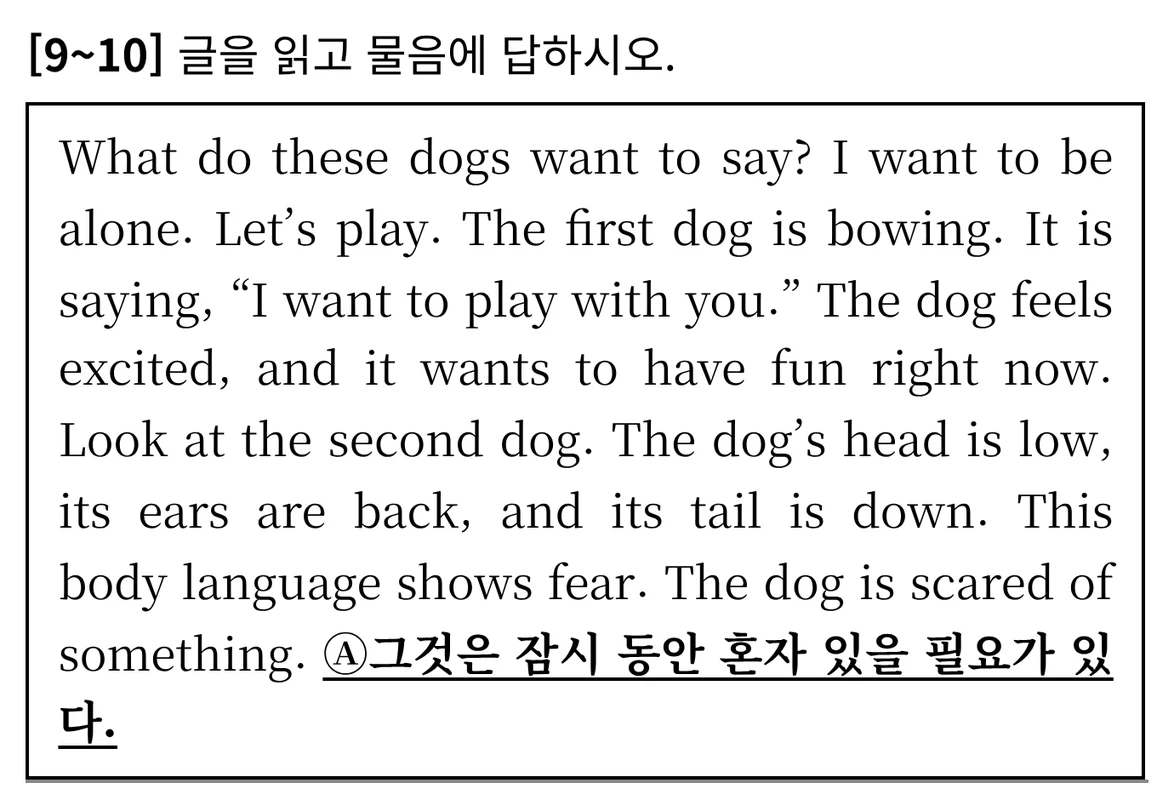 [9~10] 글을 읽고 물음에 답하시오.
What do these dogs want to say? I want to be
alone. Let’s play. The first dog is bowing. It is
saying, “I want to play with you.” The dog feels
excited, and it wants to have fun right now.
Look at the second dog. The dog’s head is low,
its ears are back, and its tail is down. This
body language shows fear. The dog is scared of
something. Ⓐ그것은 잠시 동안 혼자 있을 필요가 있
다.